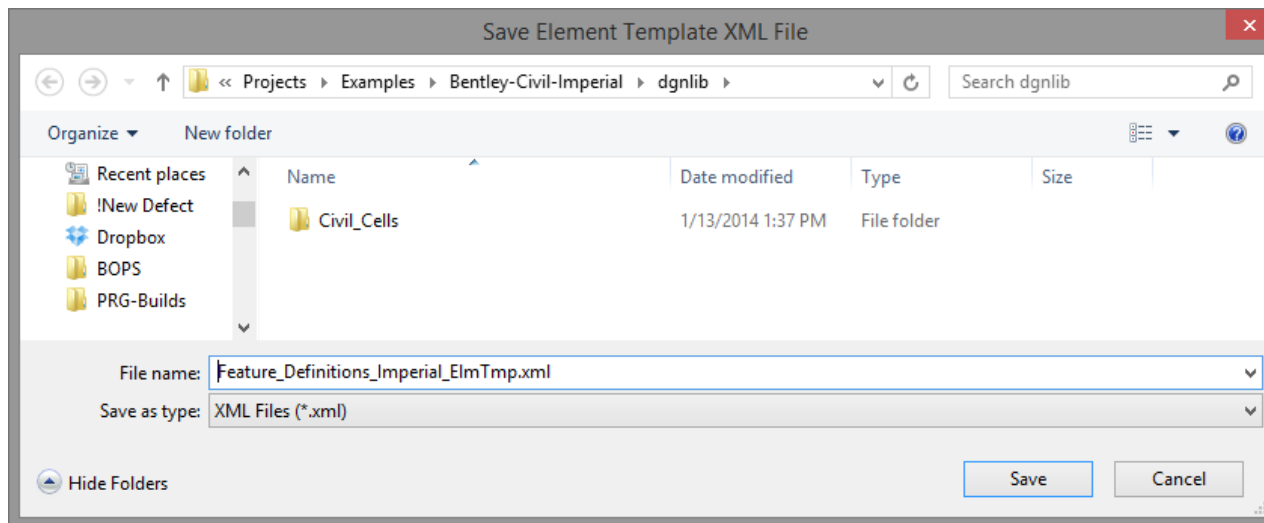 Save Element Template XML File
« Projects Examples Bentley-Civil-Imperial dgnlib
Search dgnlib
Organize New folder
Recent places
!New Defect
Dropbox
BOPS
PRG-Builds
Name Date modified Type Size
Civil_Cells 1/13/2014 1:37 PM File folder
File name: Feature_Definitions_Imperial_ElmTmp.xml
Save as type: XML Files (*.xml)
Hide Folders Save Cancel